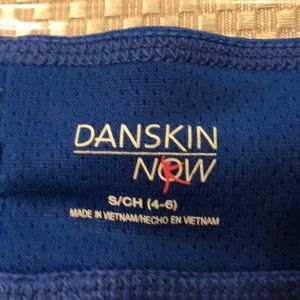 DANSKIN
NOW
S/CH (4-6)
MADE IN VIETNAM/HECHO EN VIETNAM